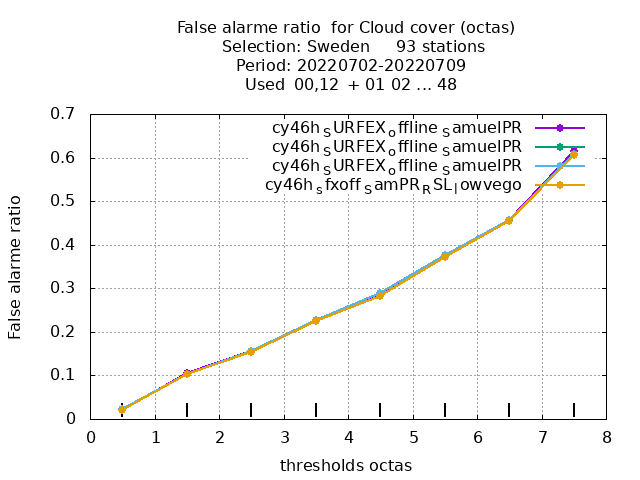 False alarme ratio  for Cloud cover (octas)
Selection: Sweden     93 stations
Period: 20220702-20220709
Used  00,12  + 01 02 ... 48
cy46h_SURFEX_offline_SamuelPR
cy46h_SURFEX_offline_SamuelPR
cy46h_SURFEX_offline_SamuelPR
cy46h_sfxoff_SamPR_RSL_lowvego
False alarme ratio
0.7
0.6
0.5
0.4
0.3
0.2
0.1
0
0 1 2 3 4 5 6 7 8
thresholds octas